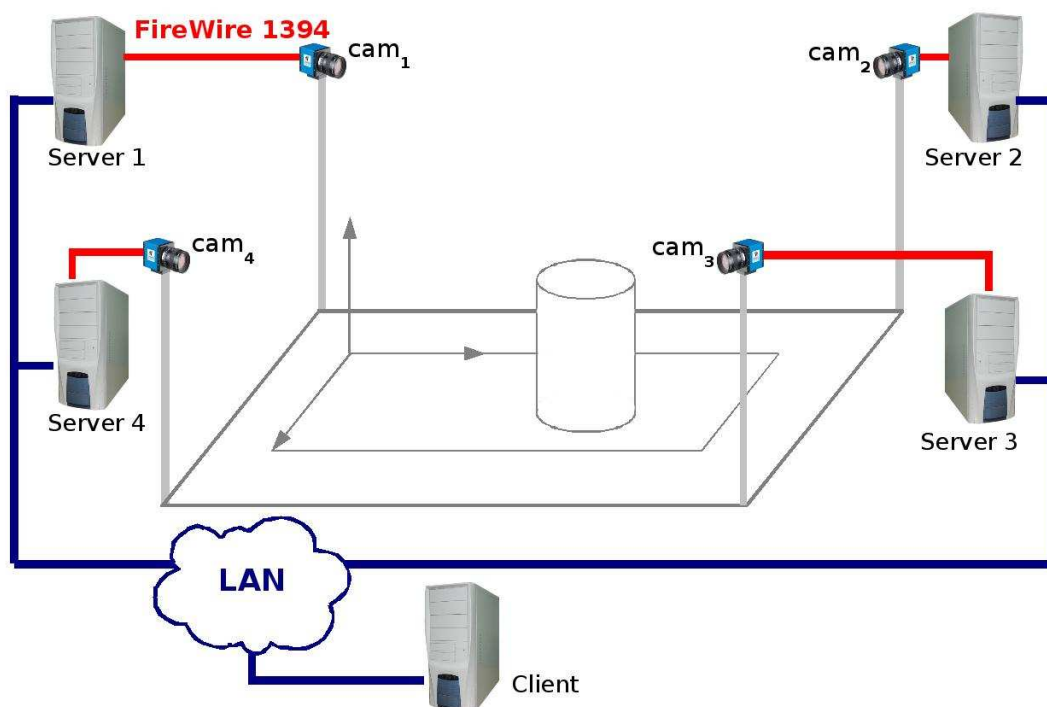 FireWire 1394
cam1
cam2
Server 1
Server 2
cam4
cam3
Server 4
Server 3
LAN
Client